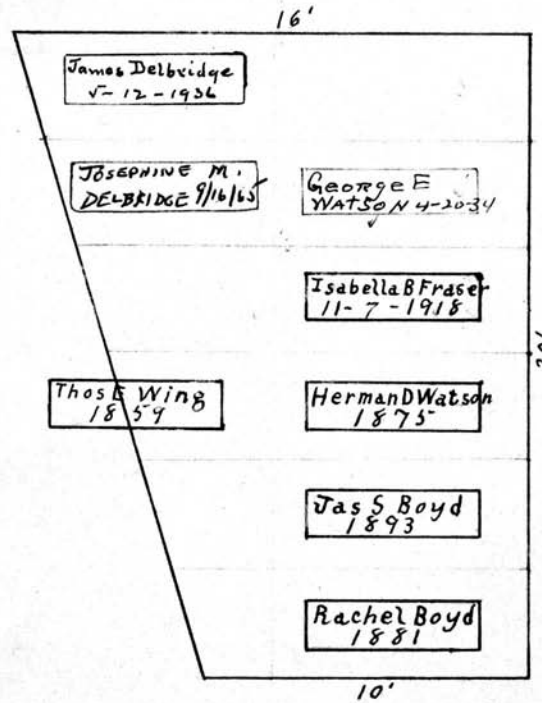 16'
James Delbridge
5-12-1936
JOSEPHINE M.
DELBRIDGE 9/16/65
George E
WATSON 4-20-34
Isabella B Fraser
11-7-1918
20'
Thos E Wing
1859
Herman D Watson
1875
Jas S Boyd
1893
Rachel Boyd
1881
10'